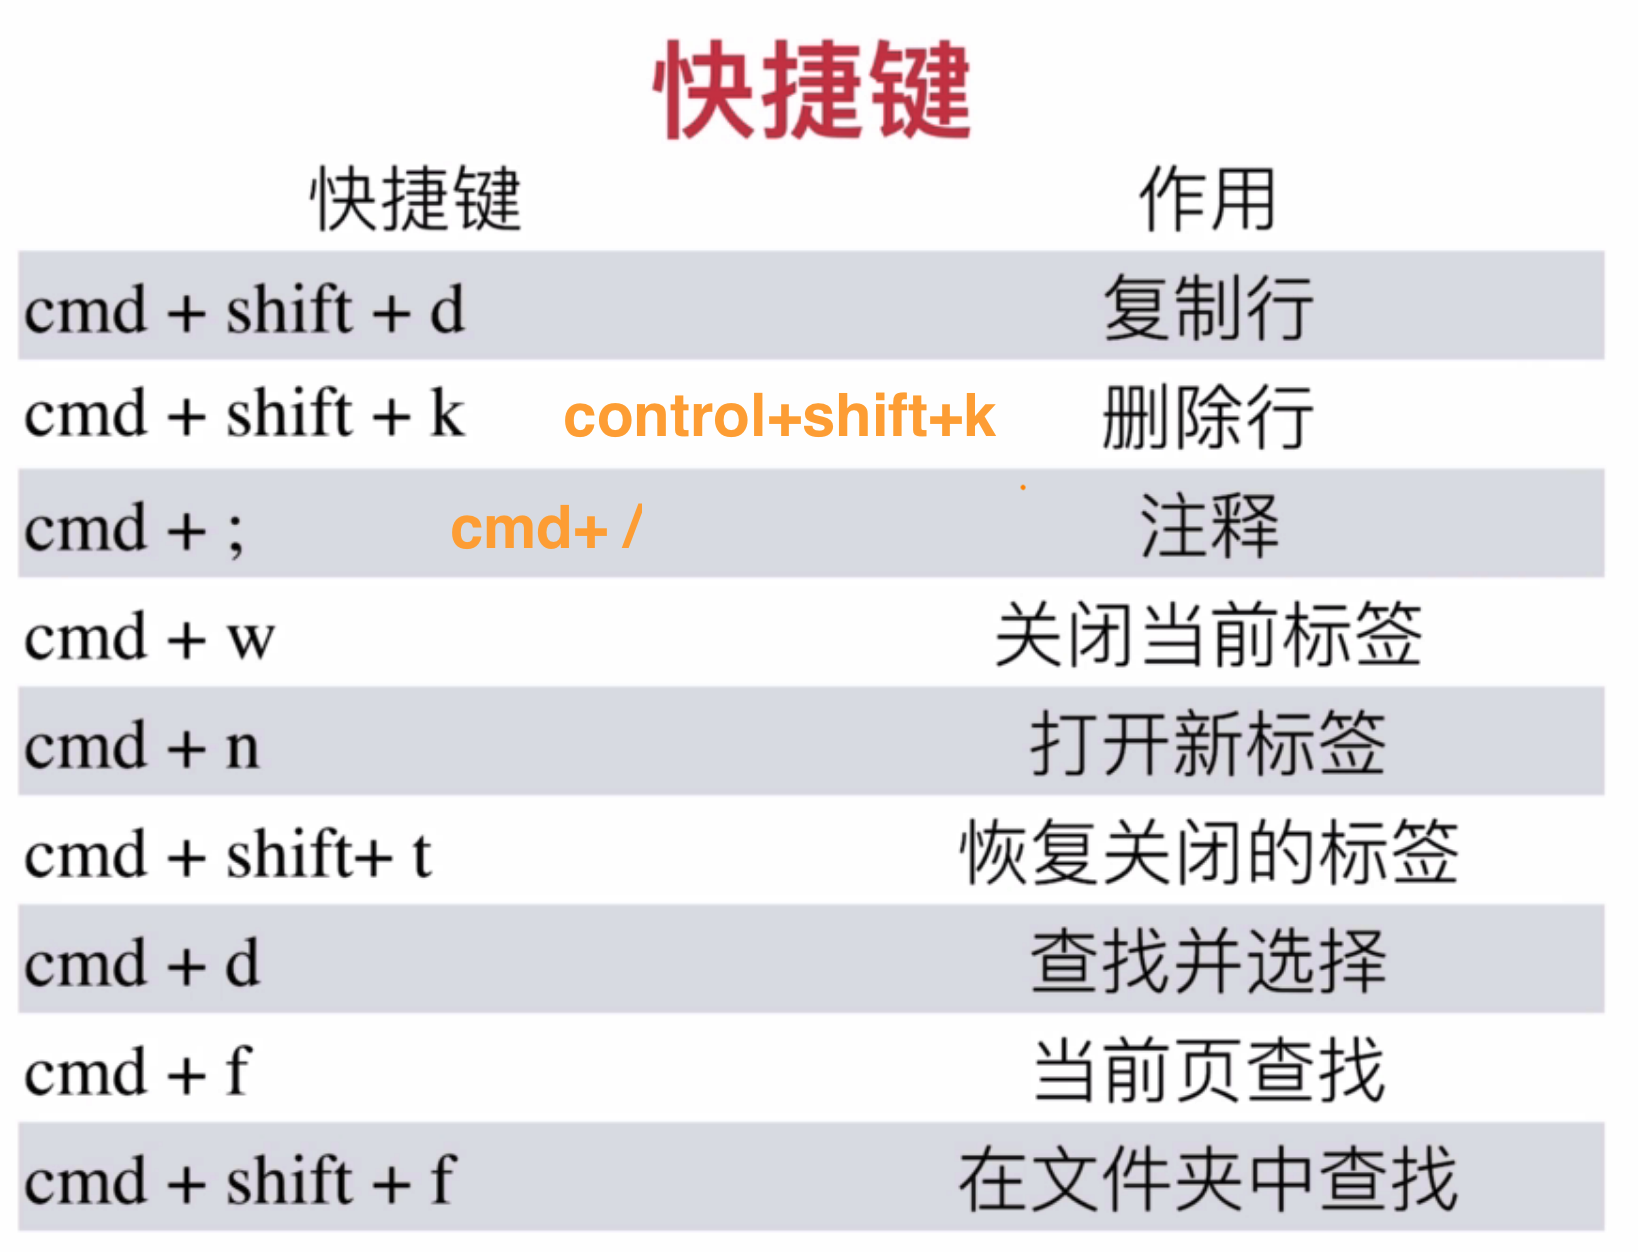 快捷键
快捷键 作用
cmd + shift + d 复制行
cmd + shift + k control+shift+k 删除行
cmd + ; cmd+ / 注释
cmd + w 关闭当前标签
cmd + n 打开新标签
cmd + shift+ t 恢复关闭的标签
cmd + d 查找并选择
cmd + f 当前页查找
cmd + shift + f 在文件夹中查找